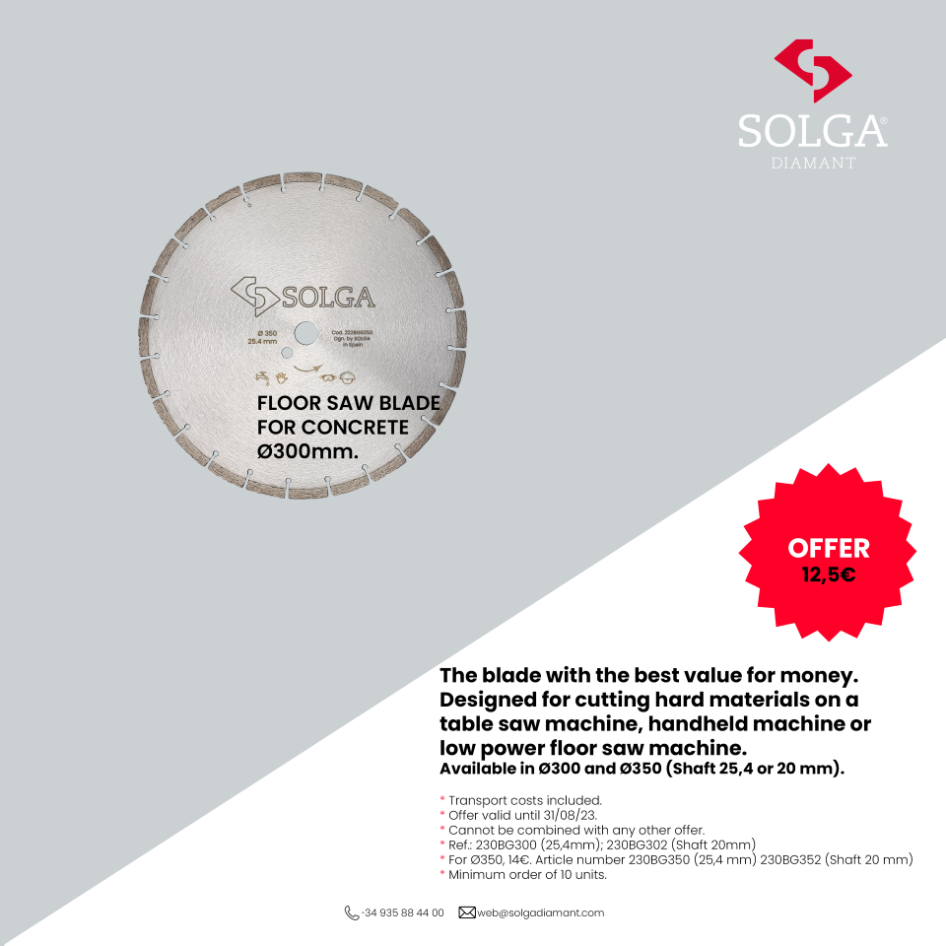 SOLGA®
DIAMANT
SOLGA
Ø 350
25.4 mm
Dgn. by SOLGA
in Spain
FLOOR SAW BLADE
FOR CONCRETE
Ø300mm.
OFFER
12,5€
The blade with the best value for money.
Designed for cutting hard materials on a
table saw machine, handheld machine or
low power floor saw machine.
Available in Ø300 and Ø350 (Shaft 25,4 or 20 mm).
* Transport costs included.
* Offer valid until 31/08/23.
* Cannot be combined with any other offer.
* Ref.: 230BG300 (25,4mm); 230BG302 (Shaft 20mm)
* For Ø350, 14€. Article number 230BG350 (25,4 mm) 230BG352 (Shaft 20 mm)
* Minimum order of 10 units.
-34 935 88 44 00 web@solgadiamant.com